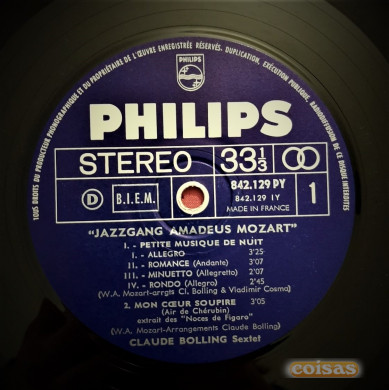 TOUS DROITS DU PRODUCTEUR PHONOGRAPHIQUE ET DU PROPRIÉTAIRE DE L'ŒUVRE ENREGISTRÉE RÉSERVÉS. DUPLICATION, EXÉCUTION PUBLIQUE, RADIODIFFUSION DE CE DISQUE INTERDITES
PHILIPS
PHILIPS
STEREO 33 1/3
D B.I.E.M. 842.129 PY 1
842.129 1Y
MADE IN FRANCE
"JAZZGANG AMADEUS MOZART"
1. - PETITE MUSIQUE DE NUIT
I. - ALLEGRO 3'25
II. - ROMANCE (Andante) 3'07
III. - MINUETTO (Allegretto) 2'07
IV. - RONDO (Allegro) 2'45
(W.A. Mozart-arrgts Cl. Bolling & Vladimir Cosma)
2. MON CŒUR SOUPIRE 3'05
(Air de Chérubin)
extrait des "Noces de Figaro"
(W.A. Mozart-Arrangements Claude Bolling)
CLAUDE BOLLING Sextet
coisas